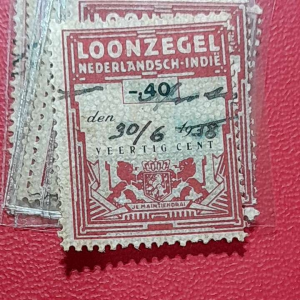 LOONZEGEL
NEDERLANDSCH-INDIË
-.40
den 30/6 1938
VEERTIG CENT
JE MAINTIENDRAI